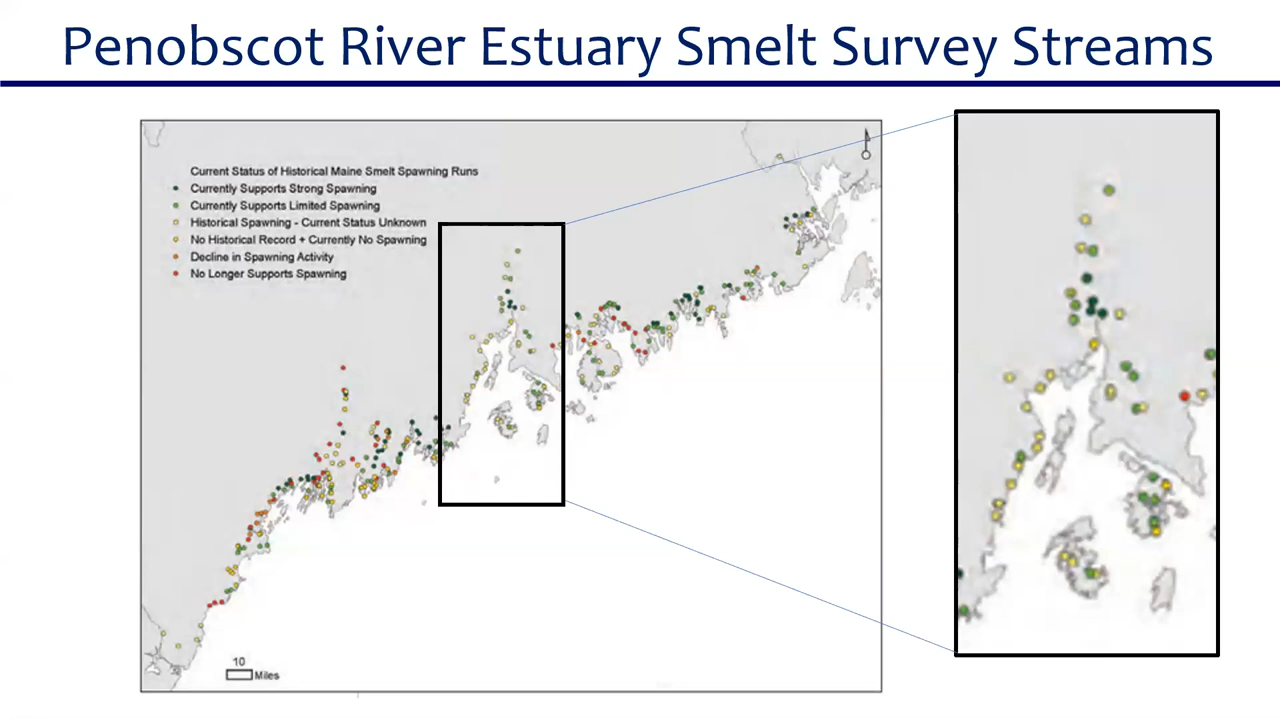 Penobscot River Estuary Smelt Survey Streams
Current Status of Historical Maine Smelt Spawning Runs
Currently Supports Strong Spawning
Currently Supports Limited Spawning
Historical Spawning - Current Status Unknown
No Historical Record + Currently No Spawning
Decline in Spawning Activity
No Longer Supports Spawning
10
Miles